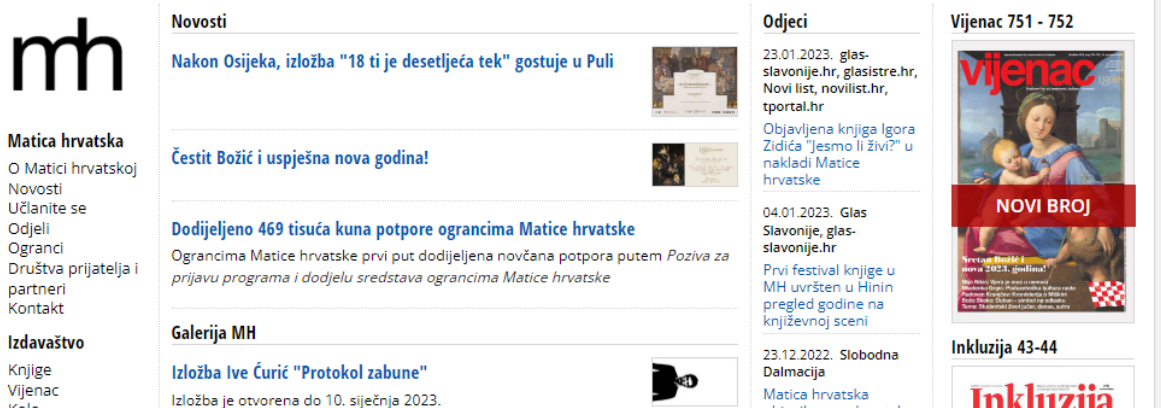 mh
Matica hrvatska
O Matici hrvatskoj
Novosti
Učlanite se
Odjeli
Ogranci
Društva prijatelja i
partneri
Kontakt
Izdavaštvo
Knjige
Vijenac
Novosti
Nakon Osijeka, izložba "18 ti je desetljeća tek" gostuje u Puli
Čestit Božić i uspješna nova godina!
Dodijeljeno 469 tisuća kuna potpore ograncima Matice hrvatske
Ograncima Matice hrvatske prvi put dodijeljena novčana potpora putem Poziva za
prijavu programa i dodjelu sredstava ograncima Matice hrvatske
Galerija MH
Izložba Ive Ćurić "Protokol zabune"
Izložba je otvorena do 10. siječnja 2023.
Odjeci
23.01.2023. glas-
slavonije.hr, glasistre.hr,
Novi list, novilist.hr,
tportal.hr
Objavljena knjiga Igora
Zidića "Jesmo li živi?" u
nakladi Matice
hrvatske
04.01.2023. Glas
Slavonije, glas-
slavonije.hr
Prvi festival knjige u
MH uvršten u Hinin
pregled godine na
književnoj sceni
23.12.2022. Slobodna
Dalmacija
Matica hrvatska
Vijenac 751 - 752
vijenac
NOVI BROJ
Sretan Božić i
nova 2023. godina!
Inkluzija 43-44
Inkluzija